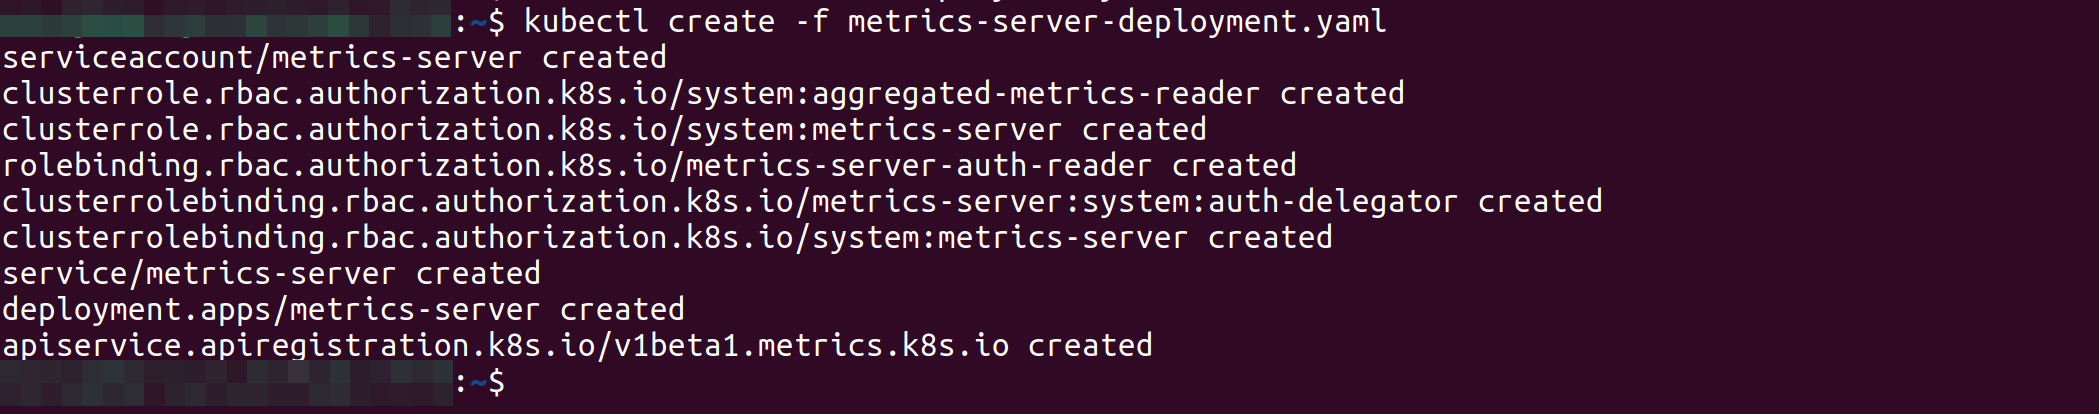 :~$ kubectl create -f metrics-server-deployment.yaml
serviceaccount/metrics-server created
clusterrole.rbac.authorization.k8s.io/system:aggregated-metrics-reader created
clusterrole.rbac.authorization.k8s.io/system:metrics-server created
rolebinding.rbac.authorization.k8s.io/metrics-server-auth-reader created
clusterrolebinding.rbac.authorization.k8s.io/metrics-server:system:auth-delegator created
clusterrolebinding.rbac.authorization.k8s.io/system:metrics-server created
service/metrics-server created
deployment.apps/metrics-server created
apiservice.apiregistration.k8s.io/v1beta1.metrics.k8s.io created
:~$